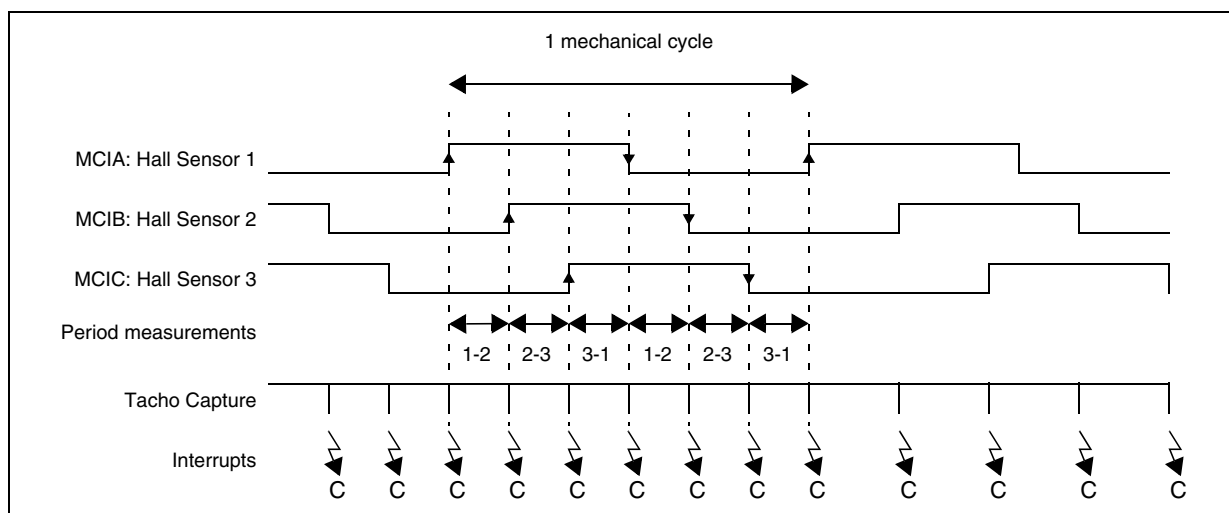 1 mechanical cycle
MCIA: Hall Sensor 1
MCIB: Hall Sensor 2
MCIC: Hall Sensor 3
Period measurements
1-2 2-3 3-1 1-2 2-3 3-1
Tacho Capture
Interrupts
C C C C C C C C C C C C C